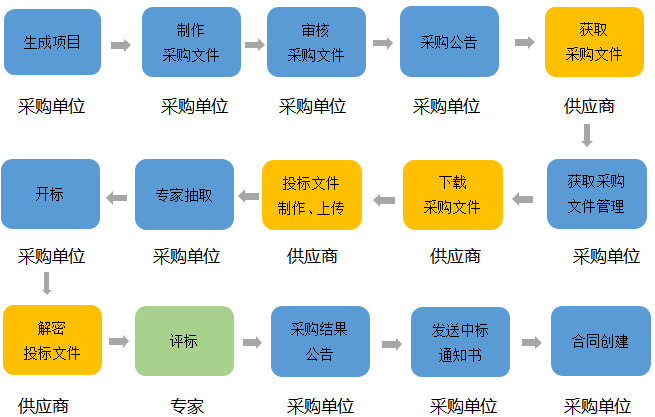 生成项目
制作
采购文件
审核
采购文件
采购公告
获取
采购文件
采购单位
采购单位
采购单位
采购单位
供应商
开标
专家抽取
投标文件
制作、上传
下载
采购文件
获取采购
文件管理
采购单位
采购单位
供应商
供应商
采购单位
解密
投标文件
评标
采购结果
公告
发送中标
通知书
合同创建
供应商
专家
采购单位
采购单位
采购单位